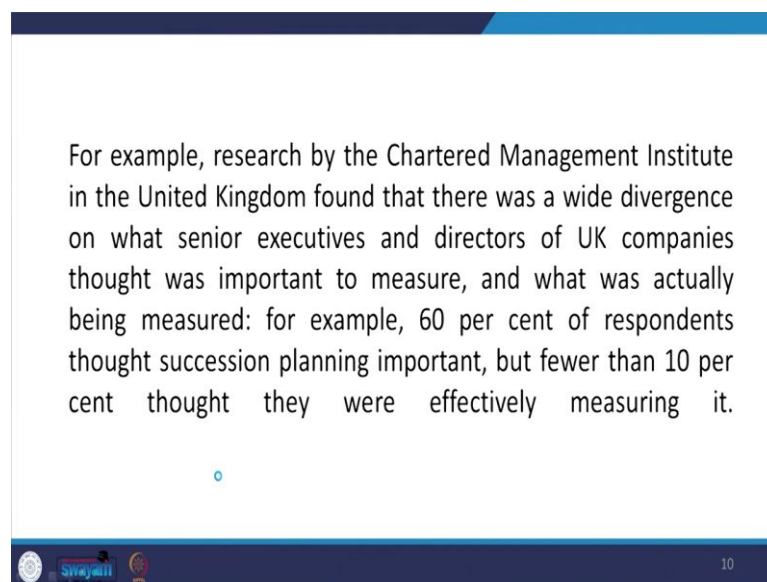 For example, research by the Chartered Management Institute
in the United Kingdom found that there was a wide divergence
on what senior executives and directors of UK companies
thought was important to measure, and what was actually
being measured: for example, 60 per cent of respondents
thought succession planning important, but fewer than 10 per
cent thought they were effectively measuring it.
swayam
10